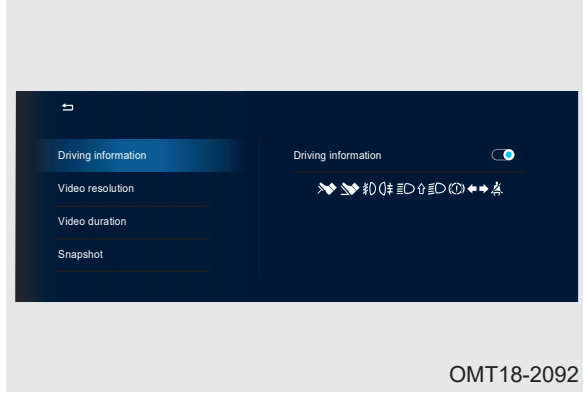 Driving information
Driving information
Video resolution
Video duration
Snapshot
OMT18-2092